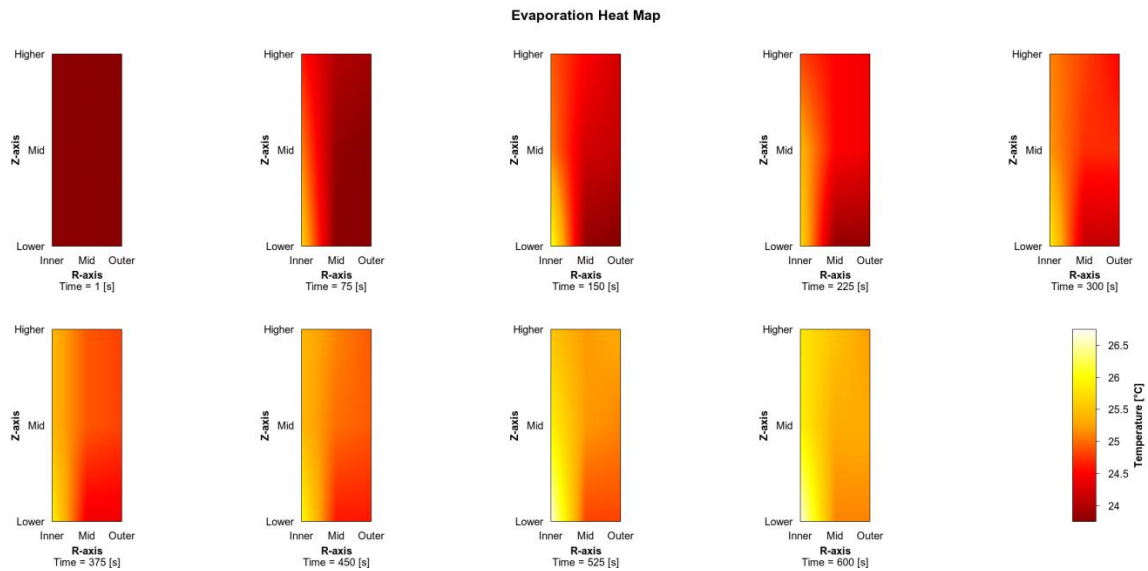 Evaporation Heat Map
Higher
Mid
Lower
Z-axis
Inner Mid Outer
R-axis
Time = 1 [s]
Higher
Mid
Lower
Z-axis
Inner Mid Outer
R-axis
Time = 75 [s]
Higher
Mid
Lower
Z-axis
Inner Mid Outer
R-axis
Time = 150 [s]
Higher
Mid
Lower
Z-axis
Inner Mid Outer
R-axis
Time = 225 [s]
Higher
Mid
Lower
Z-axis
Inner Mid Outer
R-axis
Time = 300 [s]
Higher
Mid
Lower
Z-axis
Inner Mid Outer
R-axis
Time = 375 [s]
Higher
Mid
Lower
Z-axis
Inner Mid Outer
R-axis
Time = 450 [s]
Higher
Mid
Lower
Z-axis
Inner Mid Outer
R-axis
Time = 525 [s]
Higher
Mid
Lower
Z-axis
Inner Mid Outer
R-axis
Time = 600 [s]
26.5
26
25.5
25
24.5
24
Temperature [°C]